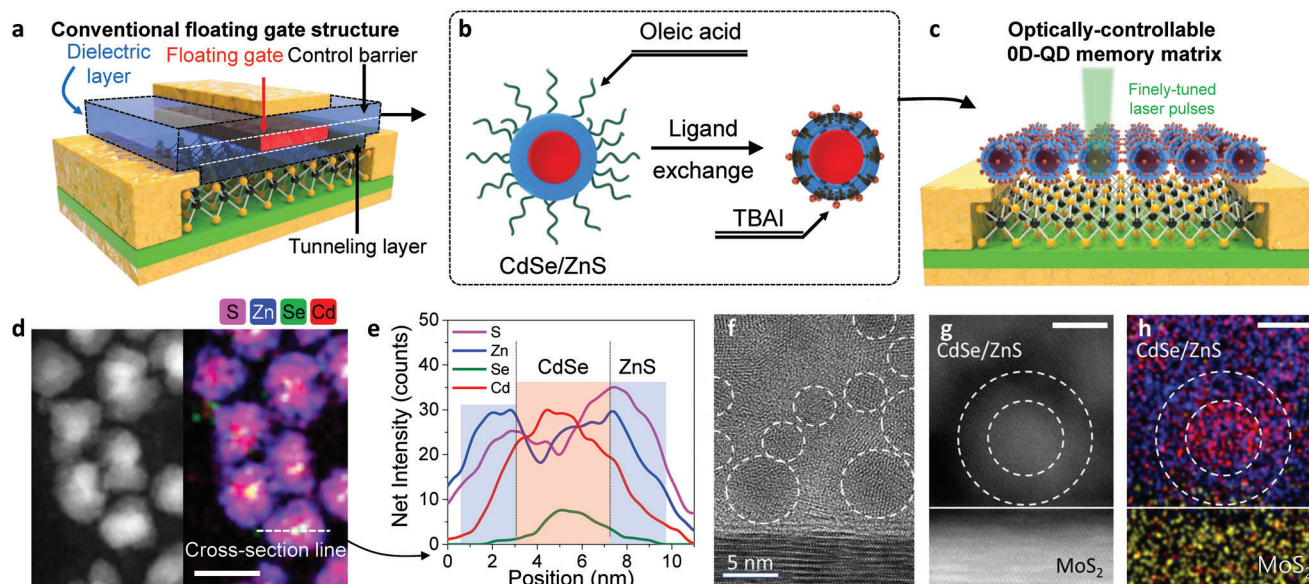 a
Conventional floating gate structure
Dielectric
layer
Floating gate
Control barrier
Tunneling layer
b
Oleic acid
Ligand
exchange
TBAI
CdSe/ZnS
c
Optically-controllable
0D-QD memory matrix
Finely-tuned
laser pulses
d
S Zn Se Cd
Cross-section line
e
50
40
30
20
10
0
Net Intensity (counts)
S
Zn
Se
Cd
CdSe
ZnS
0 2 4 6 8 10
Position (nm)
f
5 nm
g
CdSe/ZnS
MoS2
h
CdSe/ZnS
MoS